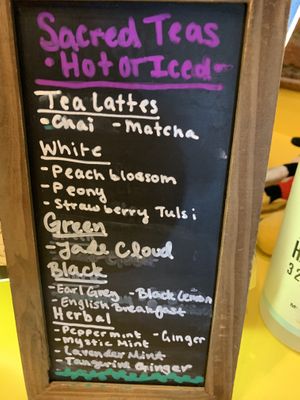 Sacred Teas
• Hot or Iced -
Tea Lattes
- Chai - Matcha
White
- Peach blossom
- Peony
- Strawberry Tulsi
Green
- Jade Cloud
Black
- Earl Grey - Black Lemon
- English Breakfast
Herbal
- Peppermint - Ginger
- mystic Mint
- Lavender Mint
- Tangerine Ginger
32